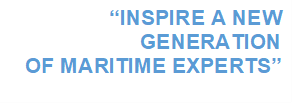 “INSPIRE A NEW
GENERATION
OF MARITIME EXPERTS”